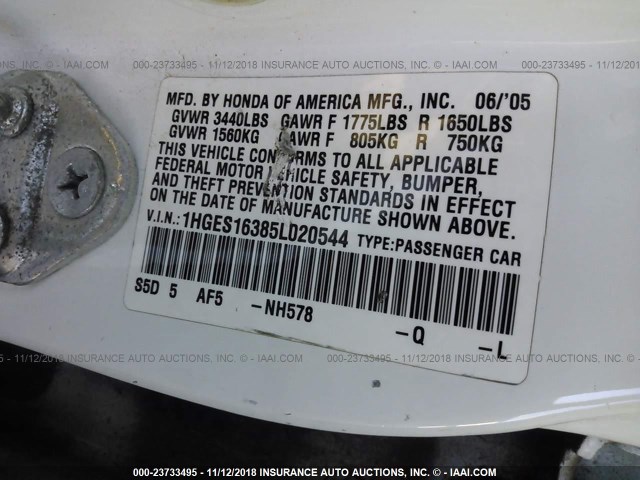 000-23733495 - 11/12/2018 INSURANCE AUTO AUCTIONS, INC. - © IAAI.COM
MFD. BY HONDA OF AMERICA MFG., INC. 06/'05
GVWR 3440LBS GAWR F 1775LBS R 1650LBS
GVWR 1560KG GAWR F 805KG R 750KG
THIS VEHICLE CONFORMS TO ALL APPLICABLE
FEDERAL MOTOR VEHICLE SAFETY, BUMPER,
AND THEFT PREVENTION STANDARDS IN EFFECT
ON THE DATE OF MANUFACTURE SHOWN ABOVE.
V.I.N.: 1HGES16385L020544 TYPE:PASSENGER CAR
S5D 5 AF5 -NH578 -Q -L
000-23733495 - 11/12/2018 INSURANCE AUTO AUCTIONS, INC. - © IAAI.COM
000-23733495 - 11/12/2018 INSURANCE AUTO AUCTIONS, INC. - © IAAI.COM